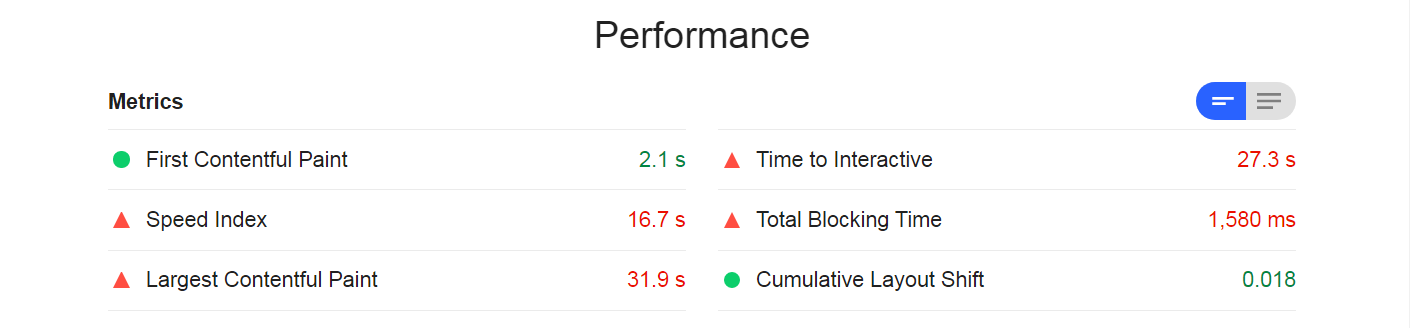 Performance
Metrics
First Contentful Paint 2.1 s
Time to Interactive 27.3 s
Speed Index 16.7 s
Total Blocking Time 1,580 ms
Largest Contentful Paint 31.9 s
Cumulative Layout Shift 0.018